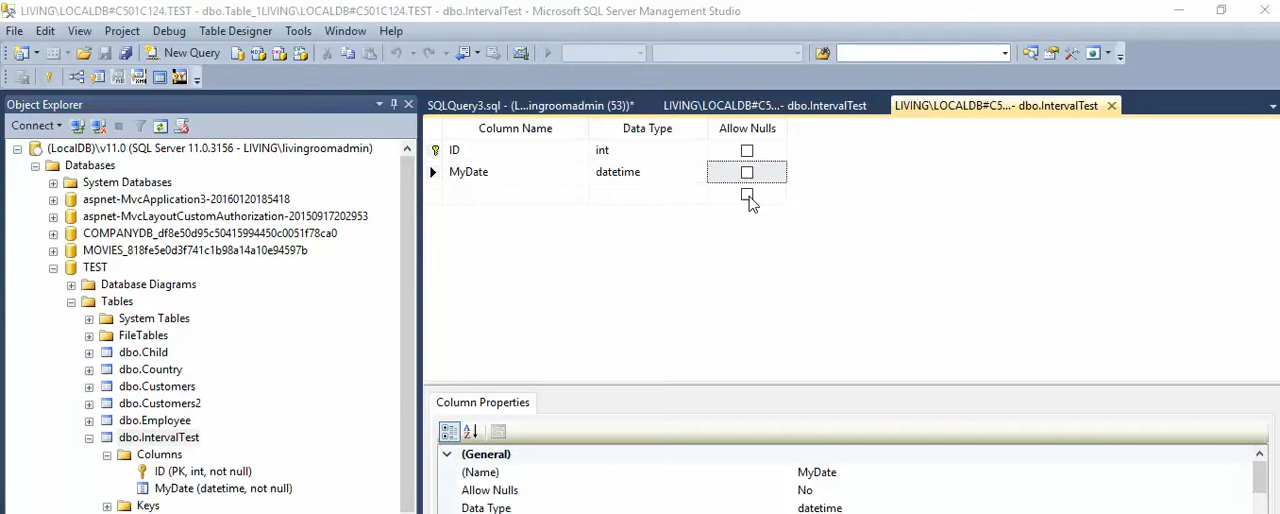 LIVING\LOCALDB#C501C124.TEST - dbo.Table_1LIVING\LOCALDB#C501C124.TEST - dbo.IntervalTest - Microsoft SQL Server Management Studio
File Edit View Project Debug Table Designer Tools Window Help
New Query
Object Explorer
SQLQuery3.sql - (L...ingroomadmin (53))*
LIVING\LOCALDB#C5...- dbo.IntervalTest
LIVING\LOCALDB#C5...- dbo.IntervalTest
Connect
Column Name Data Type Allow Nulls
ID int
MyDate datetime
(LocalDB)\v11.0 (SQL Server 11.0.3156 - LIVING\livingroomadmin)
Databases
System Databases
aspnet-MvcApplication3-20160120185418
aspnet-MvcLayoutCustomAuthorization-20150917202953
COMPANYDB_df8e50d95c50415994450c0051f78ca0
MOVIES_818fe5e0d3f741c1b98a14a10e94597b
TEST
Database Diagrams
Tables
System Tables
FileTables
dbo.Child
dbo.Country
dbo.Customers
dbo.Customers2
dbo.Employee
dbo.IntervalTest
Columns
ID (PK, int, not null)
MyDate (datetime, not null)
Keys
Column Properties
(General)
(Name) MyDate
Allow Nulls No
Data Type datetime